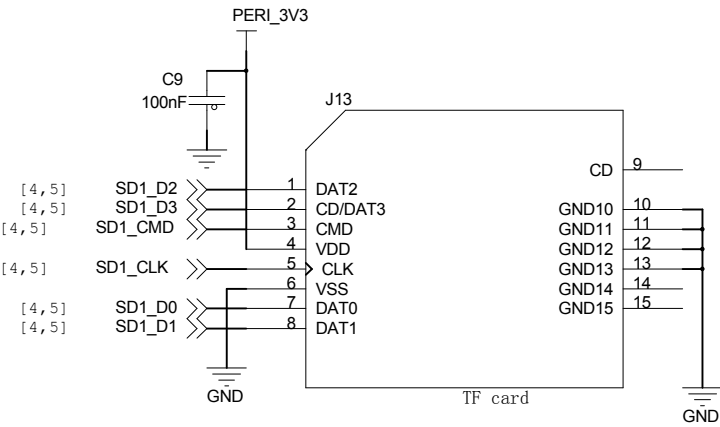 PERI_3V3
C9
100nF
J13
CD 9
[4,5] SD1_D2 1 DAT2
[4,5] SD1_D3 2 CD/DAT3 GND10 10
[4,5] SD1_CMD 3 CMD GND11 11
4 VDD GND12 12
[4,5] SD1_CLK 5 CLK GND13 13
6 VSS GND14 14
[4,5] SD1_D0 7 DAT0 GND15 15
[4,5] SD1_D1 8 DAT1
GND
TF card
GND